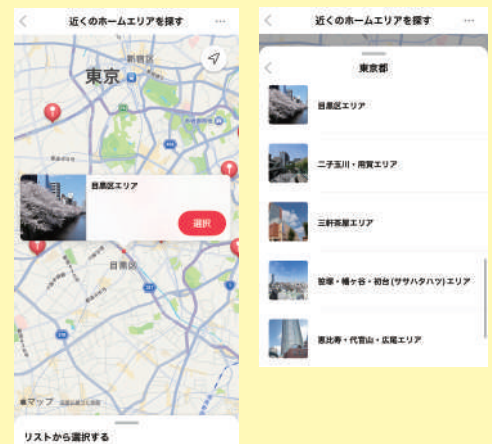 近くのホームエリアを探す
新宿区
東京
目黒区エリア
選択
目黒区
マップ
リストから選択する
近くのホームエリアを探す
東京都
目黒区エリア
二子玉川・用賀エリア
三軒茶屋エリア
笹塚・幡ヶ谷・初台(ササハタハツ)エリア
恵比寿・代官山・広尾エリア